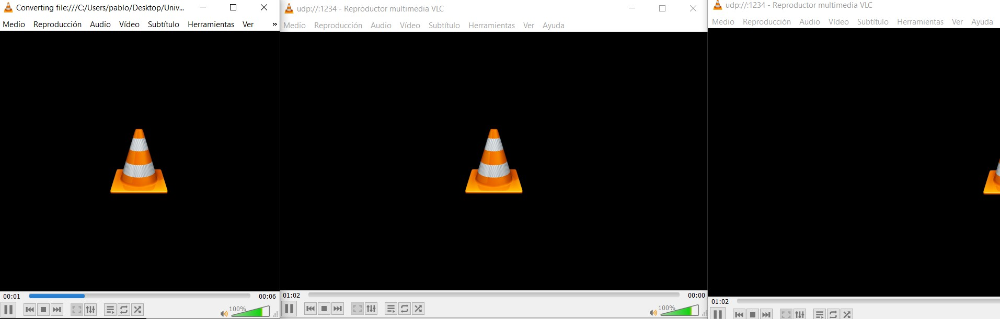 Converting file:///C:/Users/pablo/Desktop/Univ...
Medio Reproducción Audio Vídeo Subtítulo Herramientas Ver »
00:01 00:06
100%
udp://:1234 - Reproductor multimedia VLC
Medio Reproducción Audio Vídeo Subtítulo Herramientas Ver Ayuda
01:02 00:00
100%
udp://:1234 - Reproductor multimedia VLC
Medio Reproducción Audio Vídeo Subtítulo Herramientas Ver Ayuda
01:02